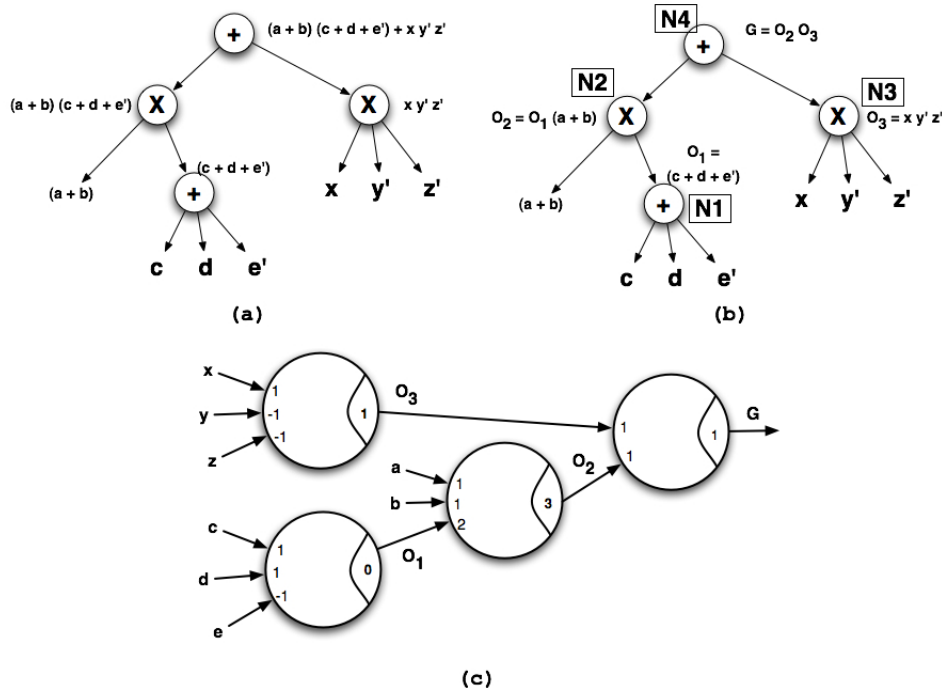 +
(a + b) (c + d + e') + x y' z'
(a + b) (c + d + e')
X
X
x y' z'
(a + b)
(c + d + e')
+
x y' z'
c d e'
(a)
N4
+
G = O2 O3
N2
O2 = O1 (a + b)
X
N3
X
O3 = x y' z'
O1 =
(c + d + e')
(a + b)
+
N1
x y' z'
c d e'
(b)
x
y
z
1
-1
-1
1
O3
a
b
1
1
2
3
O2
1
1
1
G
c
d
e
1
1
-1
0
O1
(c)